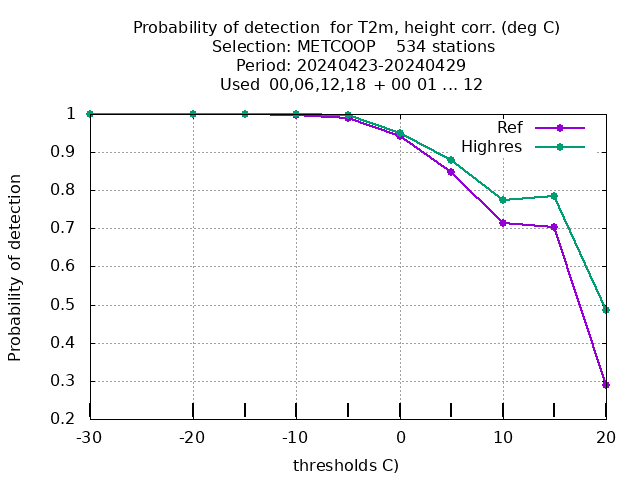 Probability of detection  for T2m, height corr. (deg C)
Selection: METCOOP    534 stations
Period: 20240423-20240429
Used  00,06,12,18  + 00 01 ... 12
Ref
Highres
Probability of detection
1
0.9
0.8
0.7
0.6
0.5
0.4
0.3
0.2
-30 -20 -10 0 10 20
thresholds C)